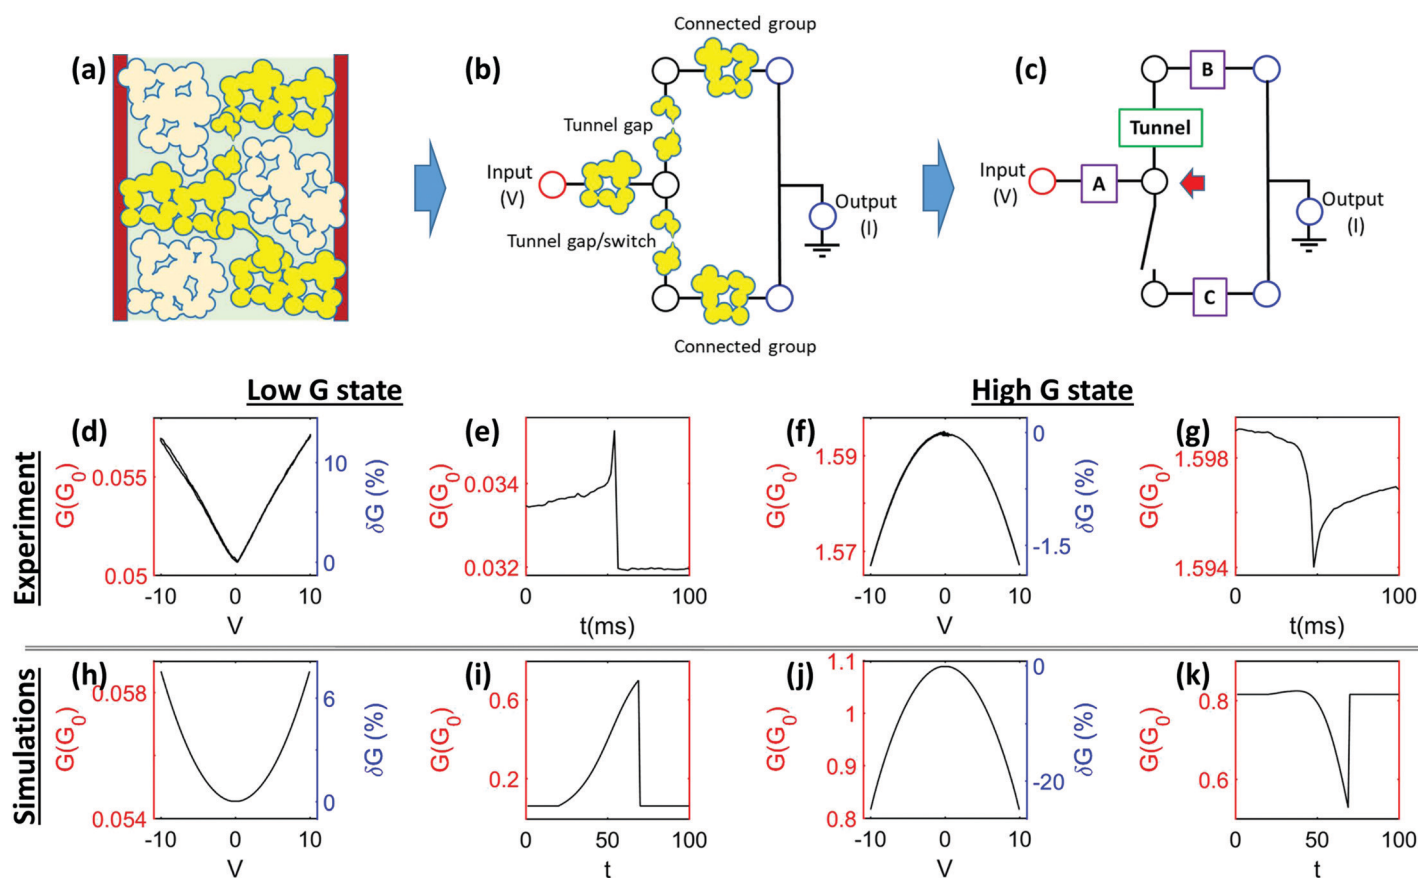 (a)
(b)
Connected group
Tunnel gap
Input
(V)
Tunnel gap/switch
Output
(I)
Connected group
(c)
B
Tunnel
Input
(V)
A
Output
(I)
C
Low G state
High G state
Experiment
(d)
G(G0)
0.055
0.05
10
0
δG (%)
-10 0 10
V
(e)
G(G0)
0.034
0.032
0 50 100
t(ms)
(f)
G(G0)
1.59
1.57
0
-1.5
δG (%)
-10 0 10
V
(g)
G(G0)
1.598
1.594
0 50 100
t(ms)
Simulations
(h)
G(G0)
0.058
0.054
6
3
0
δG (%)
-10 0 10
V
(i)
G(G0)
0.6
0.2
0 50 100
t
(j)
G(G0)
1.1
1
0.9
0.8
0
-20
δG (%)
-10 0 10
V
(k)
G(G0)
0.8
0.6
0 50 100
t